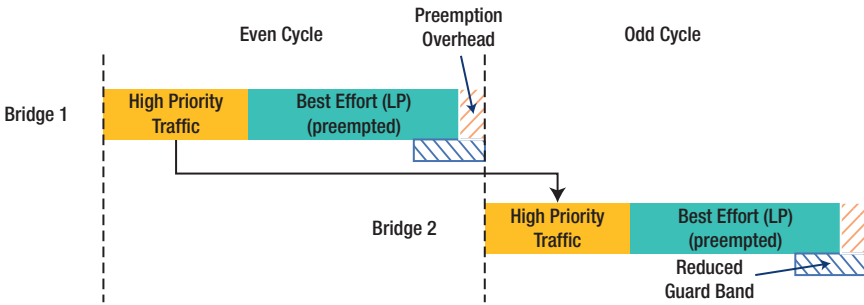 Even Cycle
Preemption
Overhead
Odd Cycle
Bridge 1
High Priority
Traffic
Best Effort (LP)
(preempted)
Bridge 2
High Priority
Traffic
Best Effort (LP)
(preempted)
Reduced
Guard Band